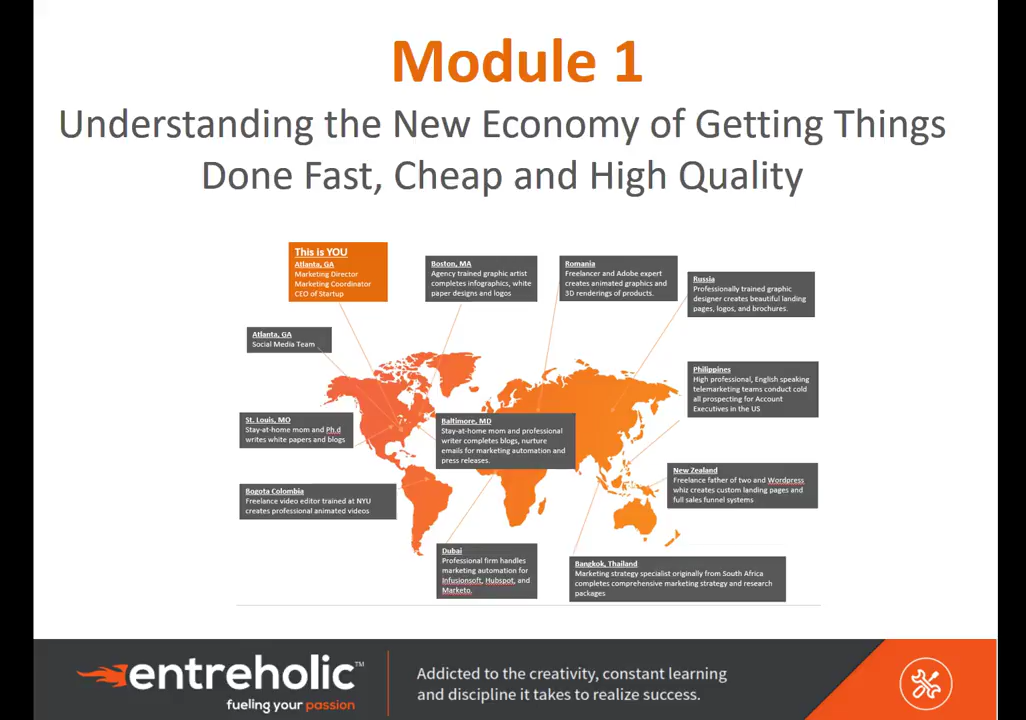 Module 1
Understanding the New Economy of Getting Things
Done Fast, Cheap and High Quality
This is YOU
Atlanta, GA
Marketing Director
Marketing Coordinator
CEO of Startup
Boston, MA
Agency trained graphic artist
completes infographics, white
paper designs and logos
Romania
Freelancer and Adobe expert
creates animated graphics and
3D renderings of products.
Russia
Professionally trained graphic
designer creates beautiful landing
pages, logos, and brochures.
Atlanta, GA
Social Media Team
Philippines
High professional, English speaking
telemarketing teams conduct cold
all prospecting for Account
Executives in the US
St. Louis, MO
Stay-at-home mom and Ph.d
writes white papers and blogs
Baltimore, MD
Stay-at-home mom and professional
writer completes blogs, nurture
emails for marketing automation and
press releases.
New Zealand
Freelance father of two and Wordpress
whiz creates custom landing pages and
full sales funnel systems
Bogota Colombia
Freelance video editor trained at NYU
creates professional animated videos
Dubai
Professional firm handles
marketing automation for
Infusionsoft, Hubspot, and
Marketo.
Bangkok, Thailand
Marketing strategy specialist originally from South Africa
completes comprehensive marketing strategy and research
packages
entreholic™
fueling your passion
Addicted to the creativity, constant learning
and discipline it takes to realize success.